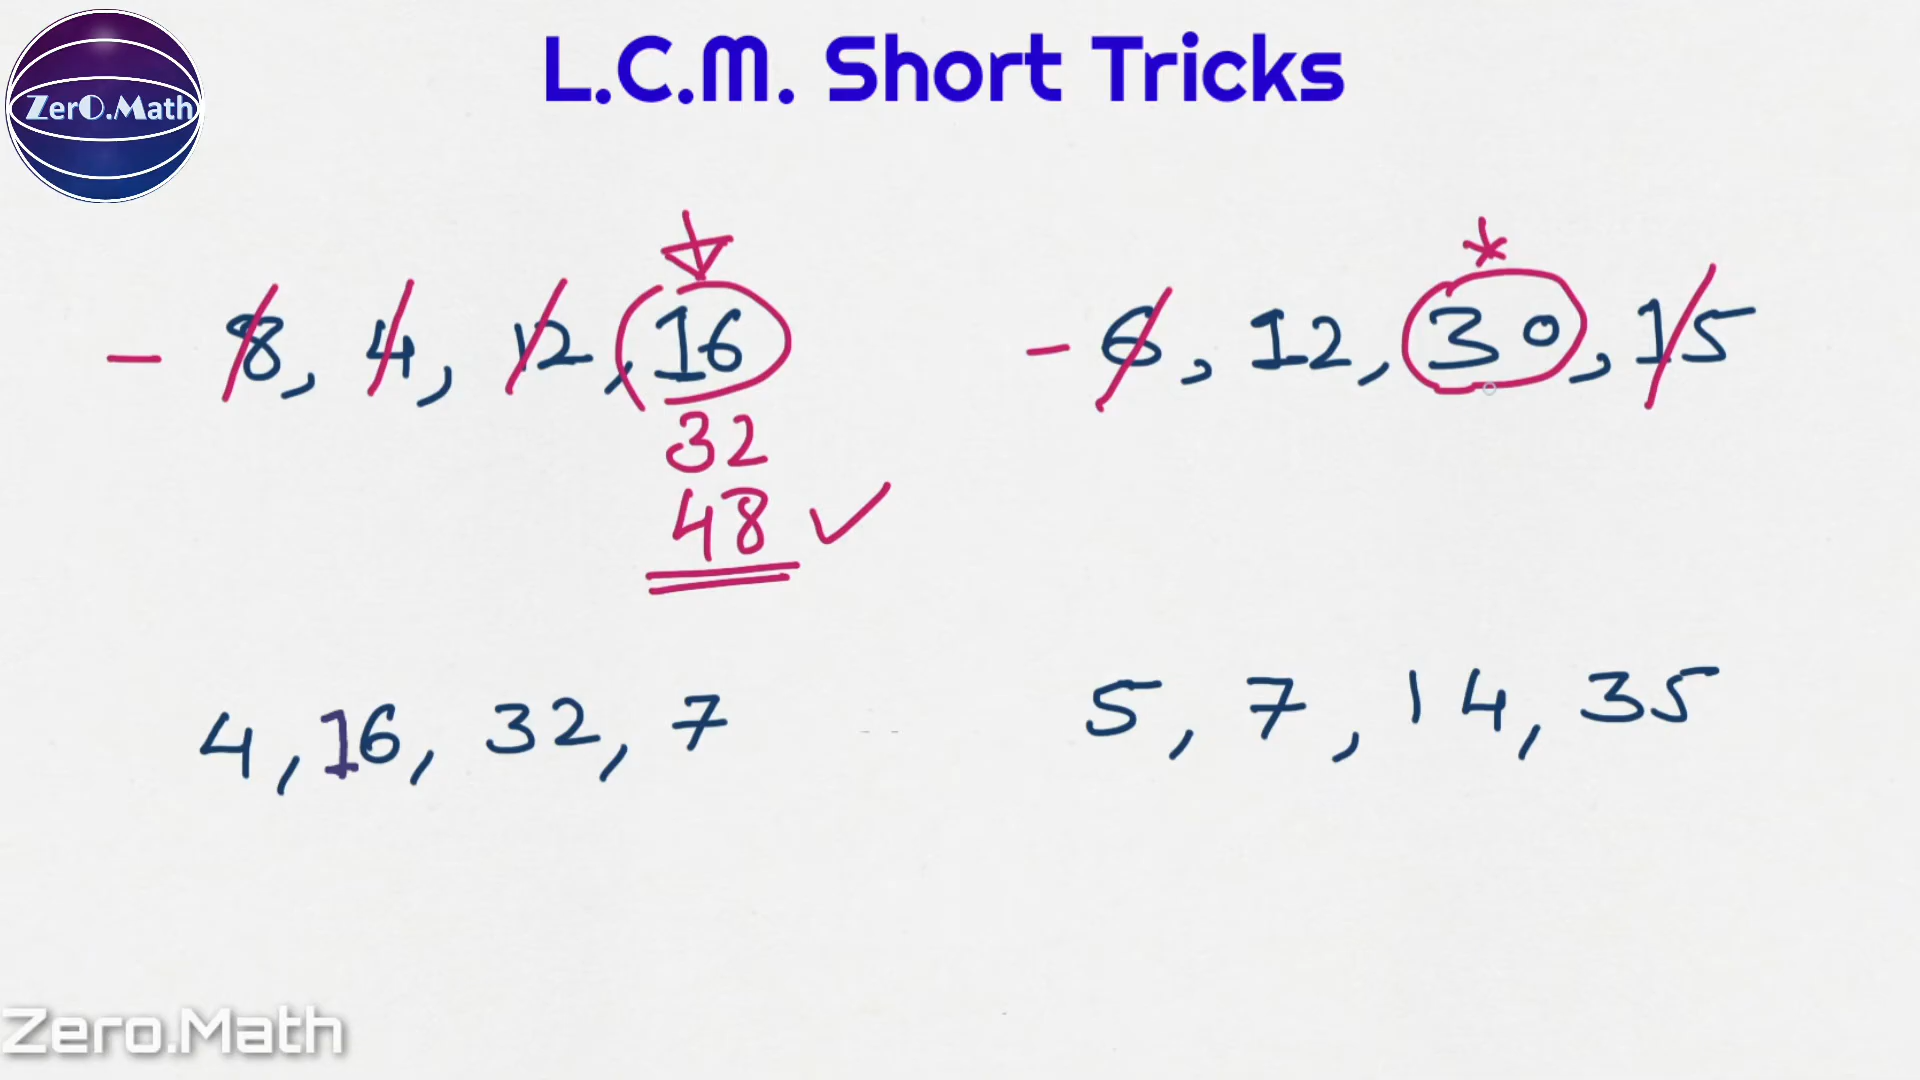 L.C.M. Short Tricks
ZerO.Math
- 8, 4, 12, 16
32
48
- 6, 12, 30, 15
4, 16, 32, 7
5, 7, 14, 35
Zero.Math